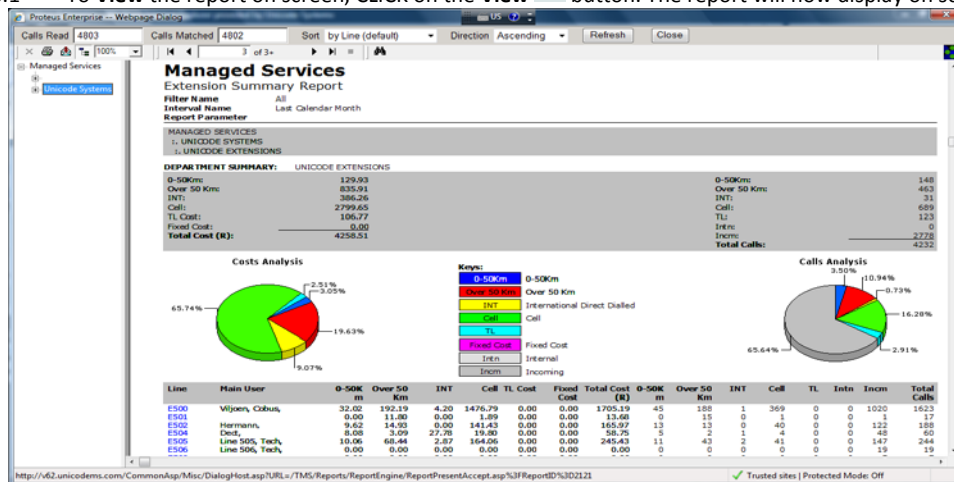 To View the report on screen, CLICK on the View button. The report will now display on
Proteus Enterprise -- Webpage Dialog
US
Calls Read 4803 Calls Matched 4802 Sort by Line (default) Direction Ascending Refresh Close
100% 3 of 3+
Managed Services
Unicode Systems
Managed Services
Extension Summary Report
Filter Name All
Interval Name Last Calendar Month
Report Parameter
MANAGED SERVICES
:. UNICODE SYSTEMS
:. UNICODE EXTENSIONS
DEPARTMENT SUMMARY: UNICODE EXTENSIONS
0-50Km: 129.93 0-50Km: 148
Over 50 Km: 835.91 Over 50 Km: 463
INT: 386.26 INT: 31
Cell: 2799.65 Cell: 689
TL Cost: 106.77 TL: 123
Fixed Cost: 0.00 Intn: 0
Total Cost (R): 4258.51 Incm: 2778
Total Calls: 4232
Costs Analysis
2.51%
3.05%
65.74%
19.63%
9.07%
Keys:
0-50Km 0-50Km
Over 50 Km Over 50 Km
INT International Direct Dialled
Cell Cell
TL
Fixed Cost Fixed Cost
Intn Internal
Incm Incoming
Calls Analysis
3.50%
10.94%
0.73%
16.28%
65.64%
2.91%
Line Main User 0-50K m Over 50 Km INT Cell TL Cost Fixed Cost Total Cost (R) 0-50K m Over 50 Km INT Cell TL Intn Incm Total Calls
E500 Viljoen, Cobus, 32.02 192.19 4.20 1476.79 0.00 0.00 1705.19 45 188 1 369 0 0 1020 1623
E501 0.00 11.80 0.00 1.89 0.00 0.00 13.68 0 15 0 1 0 0 1 17
E502 Hermann, 9.62 14.93 0.00 141.43 0.00 0.00 165.97 13 13 0 40 0 0 122 188
E504 Dect, 8.08 3.09 27.78 19.80 0.00 0.00 58.75 5 2 1 4 0 0 48 60
E505 Line 505, Tech, 10.06 68.44 2.87 164.06 0.00 0.00 245.43 11 43 2 41 0 0 147 244
E506 Line 506, Tech, 0.00 0.00 0.00 0.00 0.00 0.00 0.00 0 0 0 0 0 0 19 19
http://v62.unicodems.com/CommonAsp/Misc/DialogHost.asp?URL=/TMS/Reports/ReportEngine/ReportPresentAccept.asp%3FReportID%3D2121 Trusted sites | Protected Mode: Off